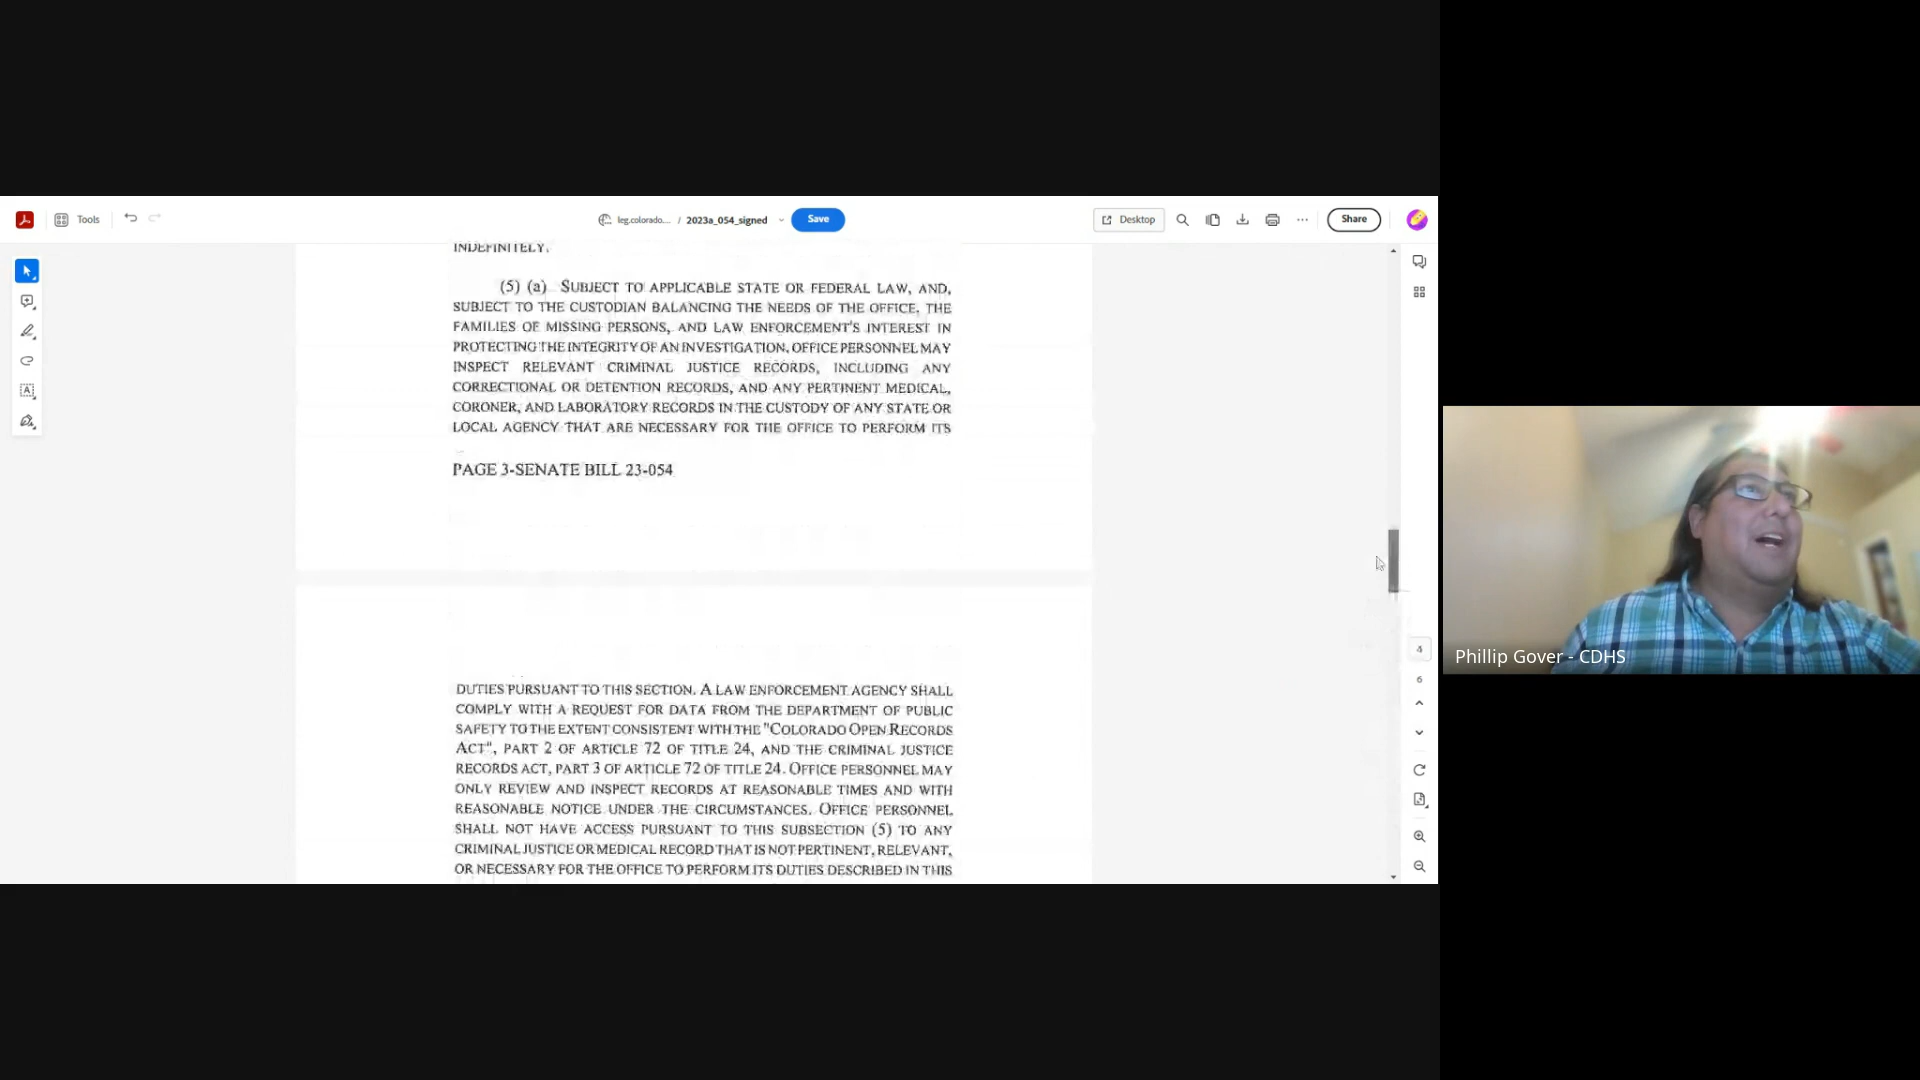 Tools
leg.colorado... / 2023a_054_signed
Save
Desktop
Share
INDEFINITELY.
(5) (a) SUBJECT TO APPLICABLE STATE OR FEDERAL LAW, AND,
SUBJECT TO THE CUSTODIAN BALANCING THE NEEDS OF THE OFFICE, THE
FAMILIES OF MISSING PERSONS, AND LAW ENFORCEMENT'S INTEREST IN
PROTECTING THE INTEGRITY OF AN INVESTIGATION, OFFICE PERSONNEL MAY
INSPECT RELEVANT CRIMINAL JUSTICE RECORDS, INCLUDING ANY
CORRECTIONAL OR DETENTION RECORDS, AND ANY PERTINENT MEDICAL,
CORONER, AND LABORATORY RECORDS IN THE CUSTODY OF ANY STATE OR
LOCAL AGENCY THAT ARE NECESSARY FOR THE OFFICE TO PERFORM ITS
PAGE 3-SENATE BILL 23-054
DUTIES PURSUANT TO THIS SECTION. A LAW ENFORCEMENT AGENCY SHALL
COMPLY WITH A REQUEST FOR DATA FROM THE DEPARTMENT OF PUBLIC
SAFETY TO THE EXTENT CONSISTENT WITH THE "COLORADO OPEN RECORDS
ACT", PART 2 OF ARTICLE 72 OF TITLE 24, AND THE CRIMINAL JUSTICE
RECORDS ACT, PART 3 OF ARTICLE 72 OF TITLE 24. OFFICE PERSONNEL MAY
ONLY REVIEW AND INSPECT RECORDS AT REASONABLE TIMES AND WITH
REASONABLE NOTICE UNDER THE CIRCUMSTANCES. OFFICE PERSONNEL
SHALL NOT HAVE ACCESS PURSUANT TO THIS SUBSECTION (5) TO ANY
CRIMINAL JUSTICE OR MEDICAL RECORD THAT IS NOT PERTINENT, RELEVANT,
OR NECESSARY FOR THE OFFICE TO PERFORM ITS DUTIES DESCRIBED IN THIS
4
6
Phillip Gover - CDHS